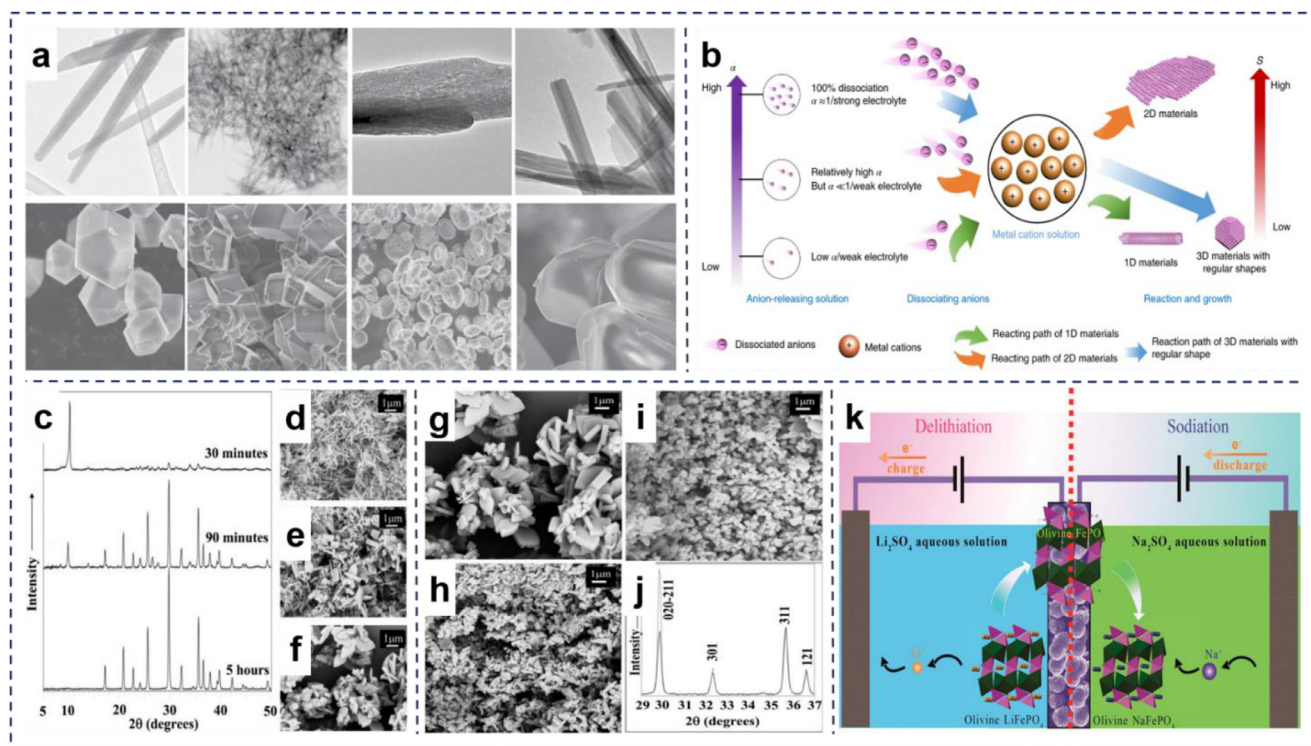 a
b
α
High
Low
100% dissociation
α ≈1/strong electrolyte
Relatively high α
But α ≪1/weak electrolyte
Low α/weak electrolyte
Anion-releasing solution
Dissociating anions
Metal cation solution
2D materials
1D materials
3D materials with
regular shapes
Reaction and growth
S
High
Low
Dissociated anions
Metal cations
Reacting path of 1D materials
Reacting path of 2D materials
Reaction path of 3D materials with
regular shape
c
Intensity
30 minutes
90 minutes
5 hours
5 10 20 30 40 50
2θ (degrees)
d
1μm
e
1μm
f
1μm
g
1μm
h
1μm
i
1μm
j
Intensity
020-211
301
311
121
29 30 31 32 33 34 35 36 37
2θ (degrees)
k
Delithiation
Sodiation
e-
charge
e-
discharge
Li2SO4 aqueous solution
Olivine FePO
Na2SO4 aqueous solution
Li+
Na+
Olivine LiFePO4
Olivine NaFePO4